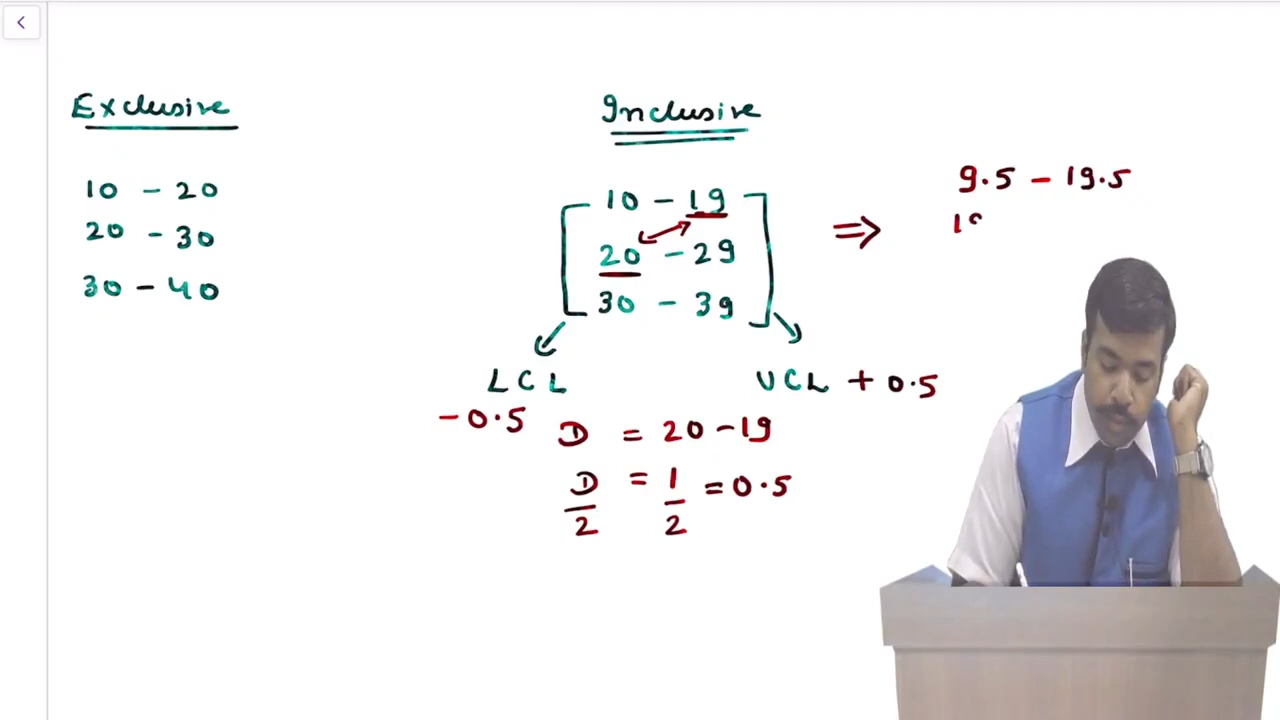 Exclusive
10 - 20
20 - 30
30 - 40
Inclusive
10 - 19
20 - 29
30 - 39
LCL
- 0.5
UCL + 0.5
D = 20 - 19
D/2 = 1/2 = 0.5
⇒ 9.5 - 19.5